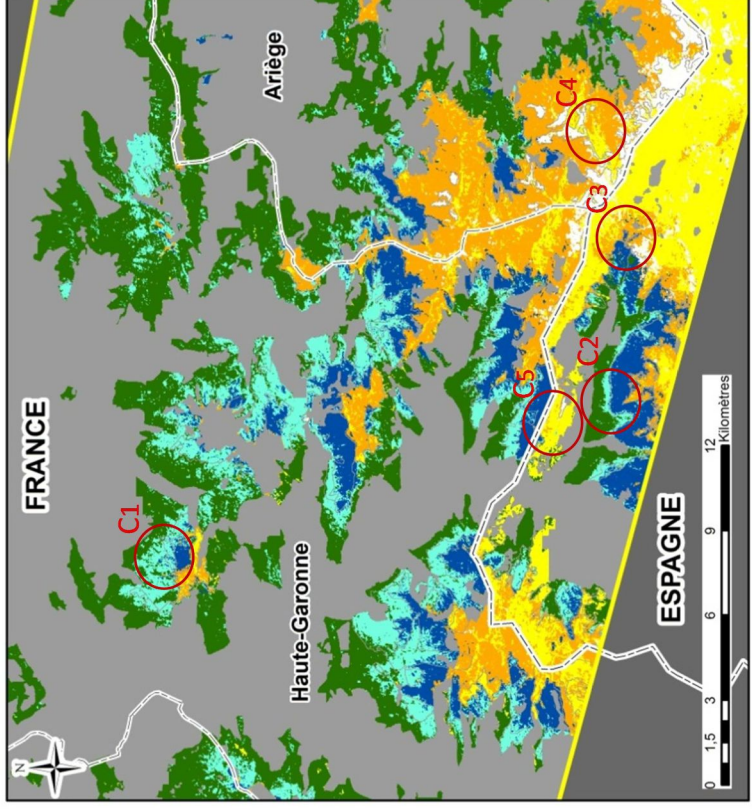 FRANCE
Ariège
C1
Haute-Garonne
C4
C3
C5
C2
ESPAGNE
N
0 1,5 3 6 9 12
Kilomètres